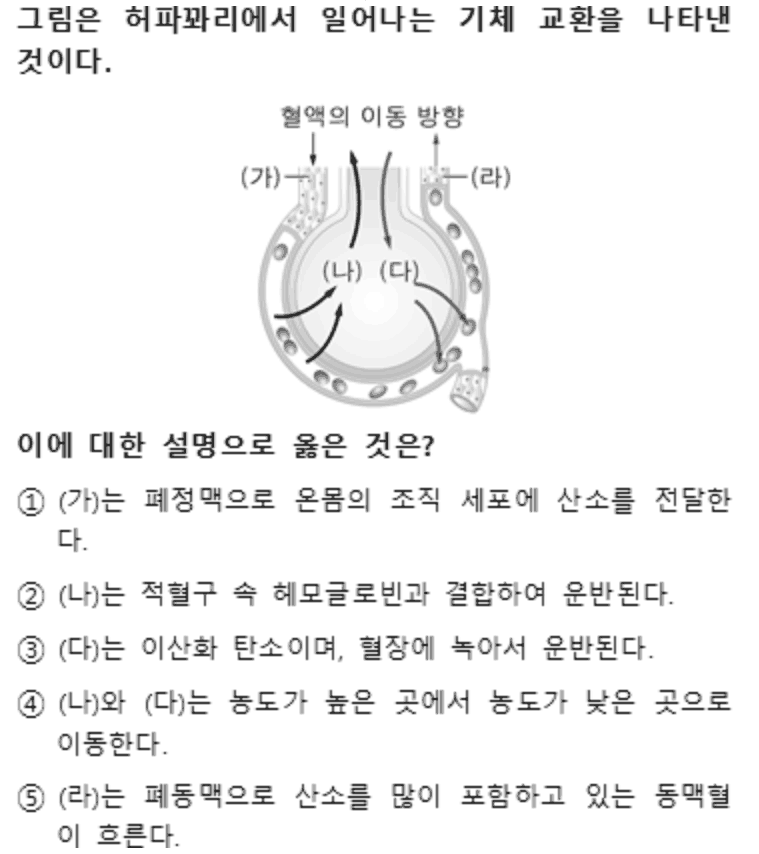 그림은 허파꽈리에서 일어나는 기체 교환을 나타낸
것이다.
혈액의 이동 방향
(가)
(라)
(나) (다)
이에 대한 설명으로 옳은 것은?
① (가)는 폐정맥으로 온몸의 조직 세포에 산소를 전달한
다.
② (나)는 적혈구 속 헤모글로빈과 결합하여 운반된다.
③ (다)는 이산화 탄소이며, 혈장에 녹아서 운반된다.
④ (나)와 (다)는 농도가 높은 곳에서 농도가 낮은 곳으로
이동한다.
⑤ (라)는 폐동맥으로 산소를 많이 포함하고 있는 동맥혈
이 흐른다.